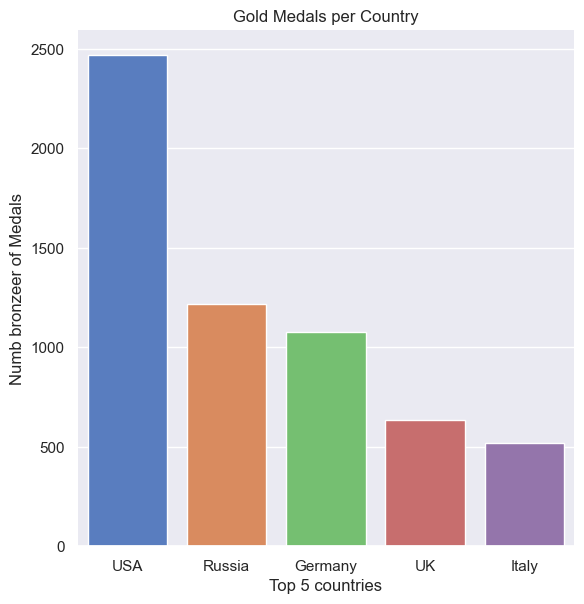 Gold Medals per Country
Numb bronzeer of Medals
2500
2000
1500
1000
500
0
USA Russia Germany UK Italy
Top 5 countries